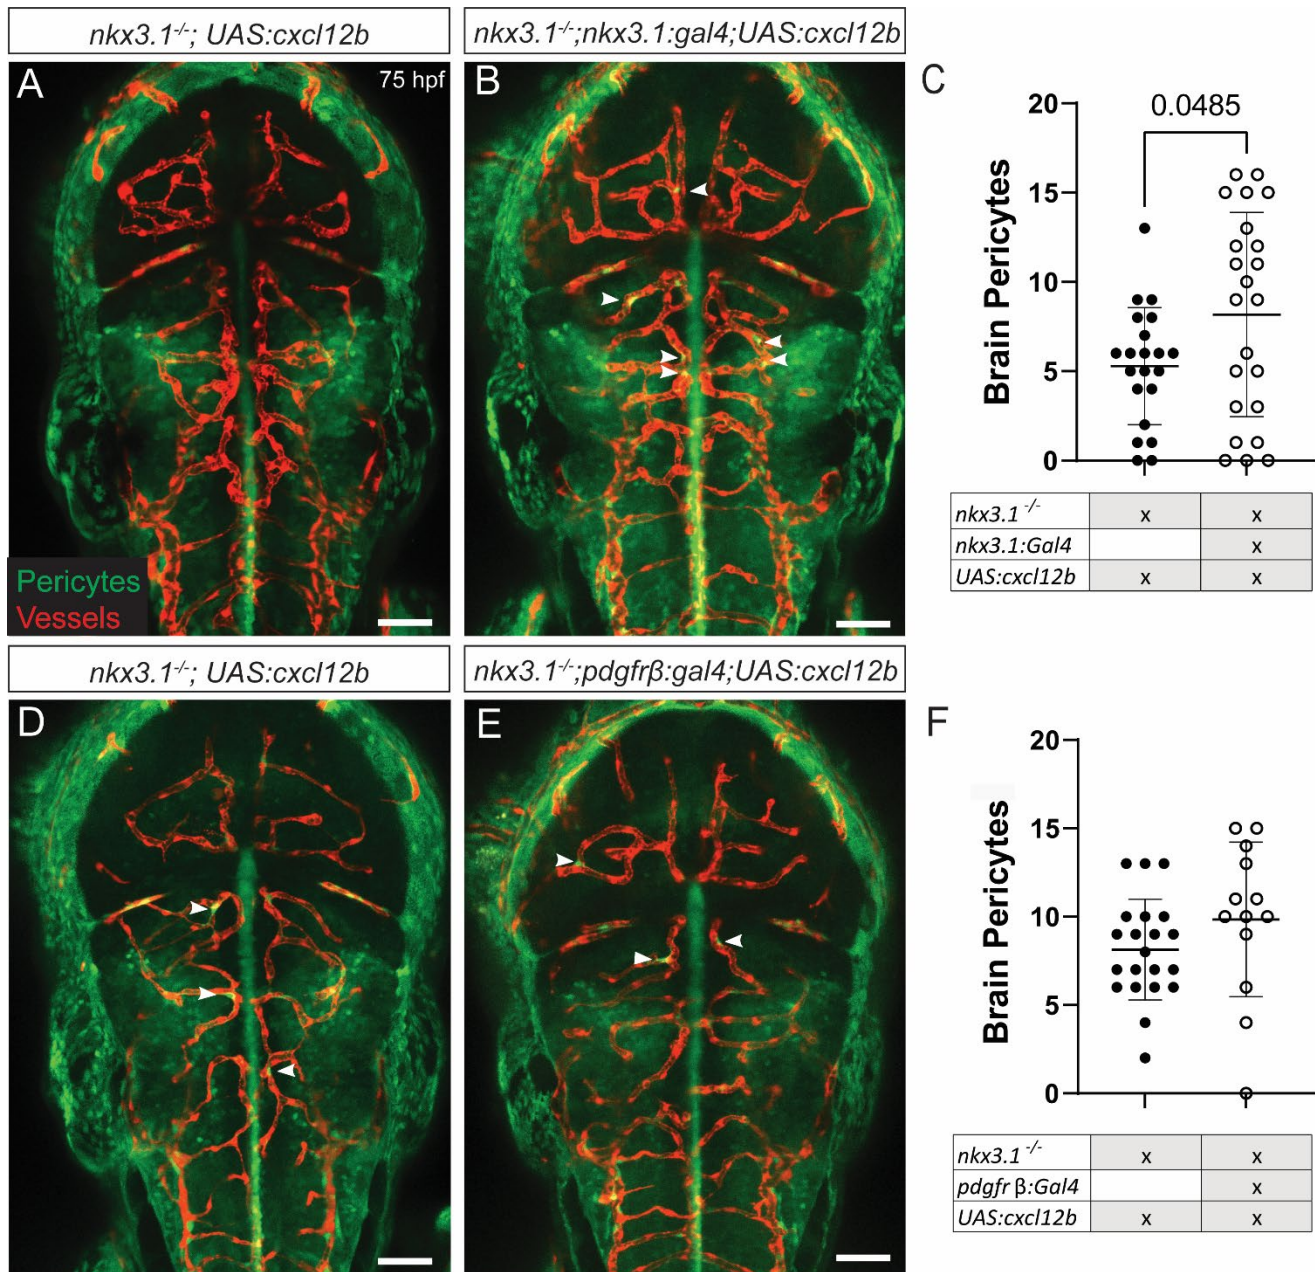 nkx3.1-/-; UAS:cxcl12b
nkx3.1-/-;nkx3.1:gal4;UAS:cxcl12b
A
75 hpf
Pericytes
Vessels
B
C
20
15
10
5
0
Brain Pericytes
0.0485
nkx3.1 -/- x x
nkx3.1:Gal4 x
UAS:cxcl12b x x
nkx3.1-/-; UAS:cxcl12b
nkx3.1-/-;pdgfrβ:gal4;UAS:cxcl12b
D
E
F
20
15
10
5
0
Brain Pericytes
nkx3.1 -/- x x
pdgfr β:Gal4 x
UAS:cxcl12b x x